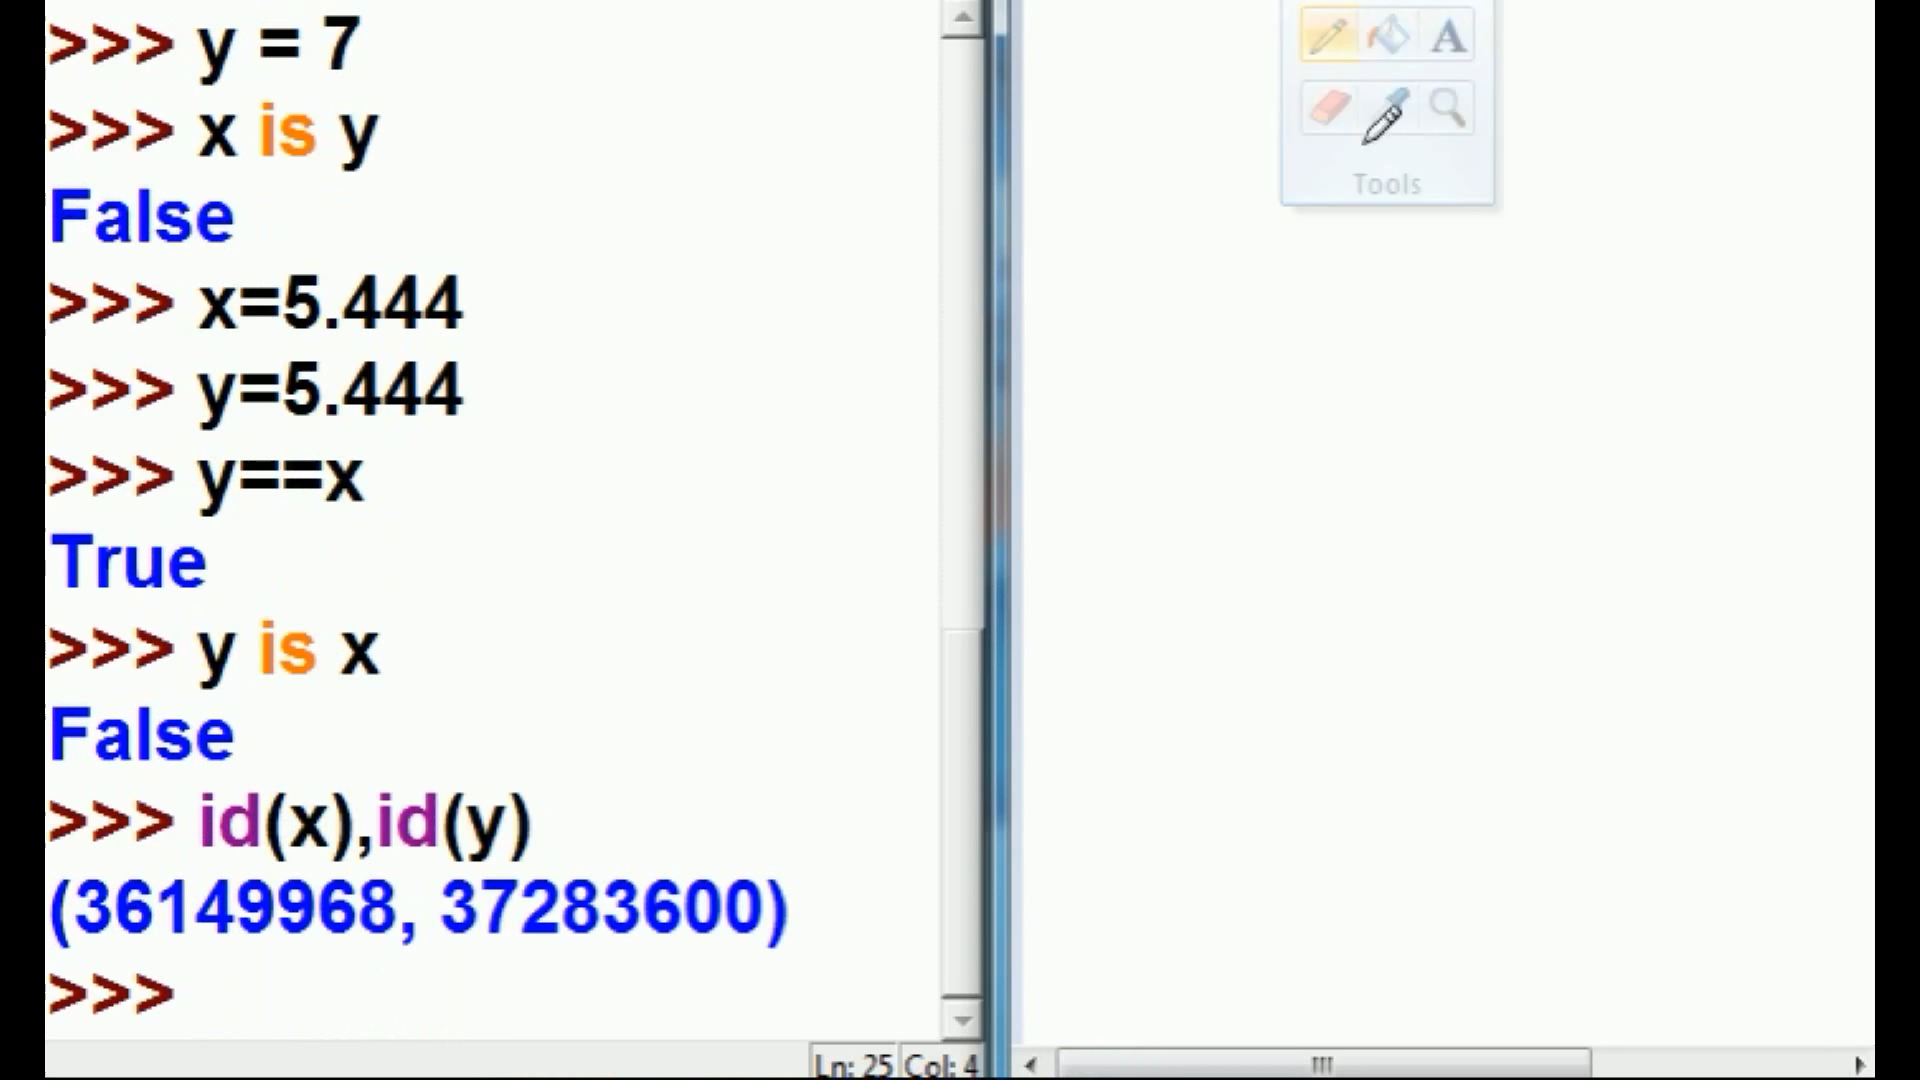 >>> y = 7
>>> x is y
False
>>> x=5.444
>>> y=5.444
>>> y==x
True
>>> y is x
False
>>> id(x),id(y)
(36149968, 37283600)
>>>
Ln: 25 Col: 4
A
Tools